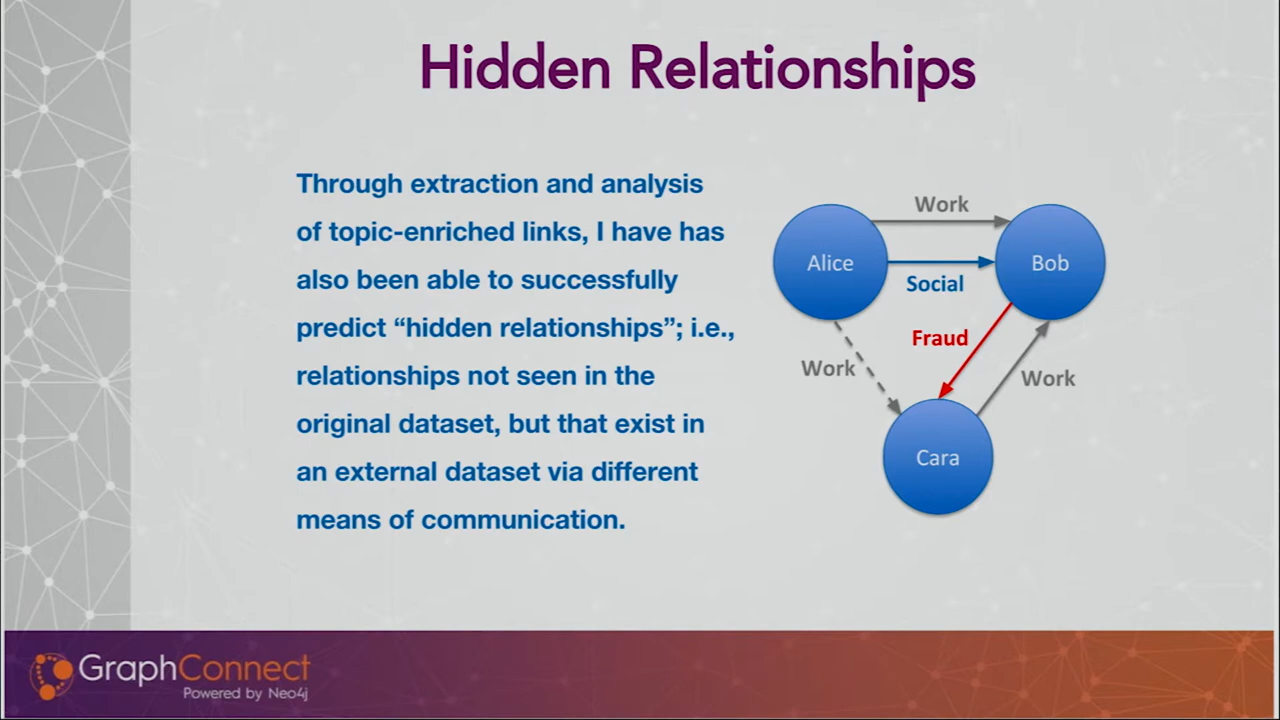 Hidden Relationships
Through extraction and analysis
of topic-enriched links, I have has
also been able to successfully
predict “hidden relationships”; i.e.,
relationships not seen in the
original dataset, but that exist in
an external dataset via different
means of communication.
Work
Alice
Bob
Social
Fraud
Work
Work
Cara
GraphConnect
Powered by Neo4j